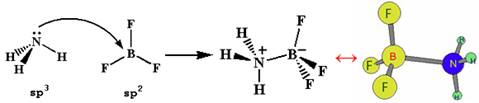 F F
N H H H
F B F
sp³ sp²
H N+ H H
F B- F F
F B F F
N H H H